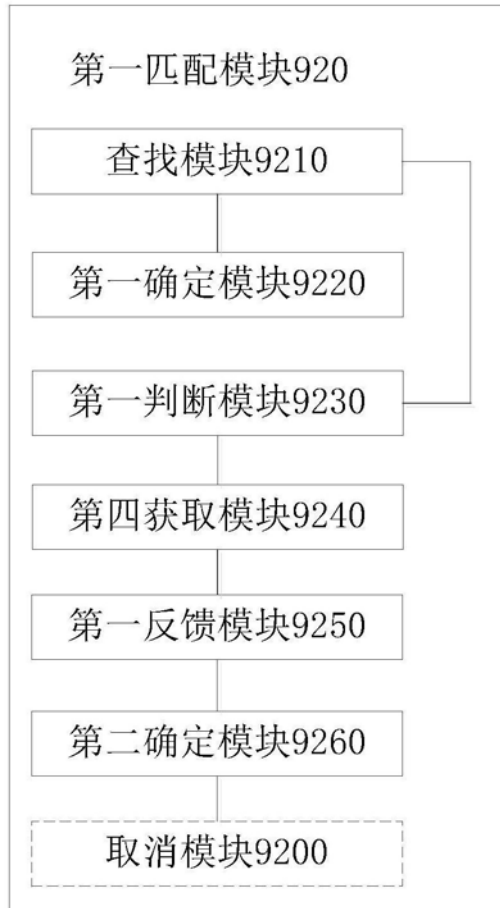 第一匹配模块920
查找模块9210
第一确定模块9220
第一判断模块9230
第四获取模块9240
第一反馈模块9250
第二确定模块9260
取消模块9200